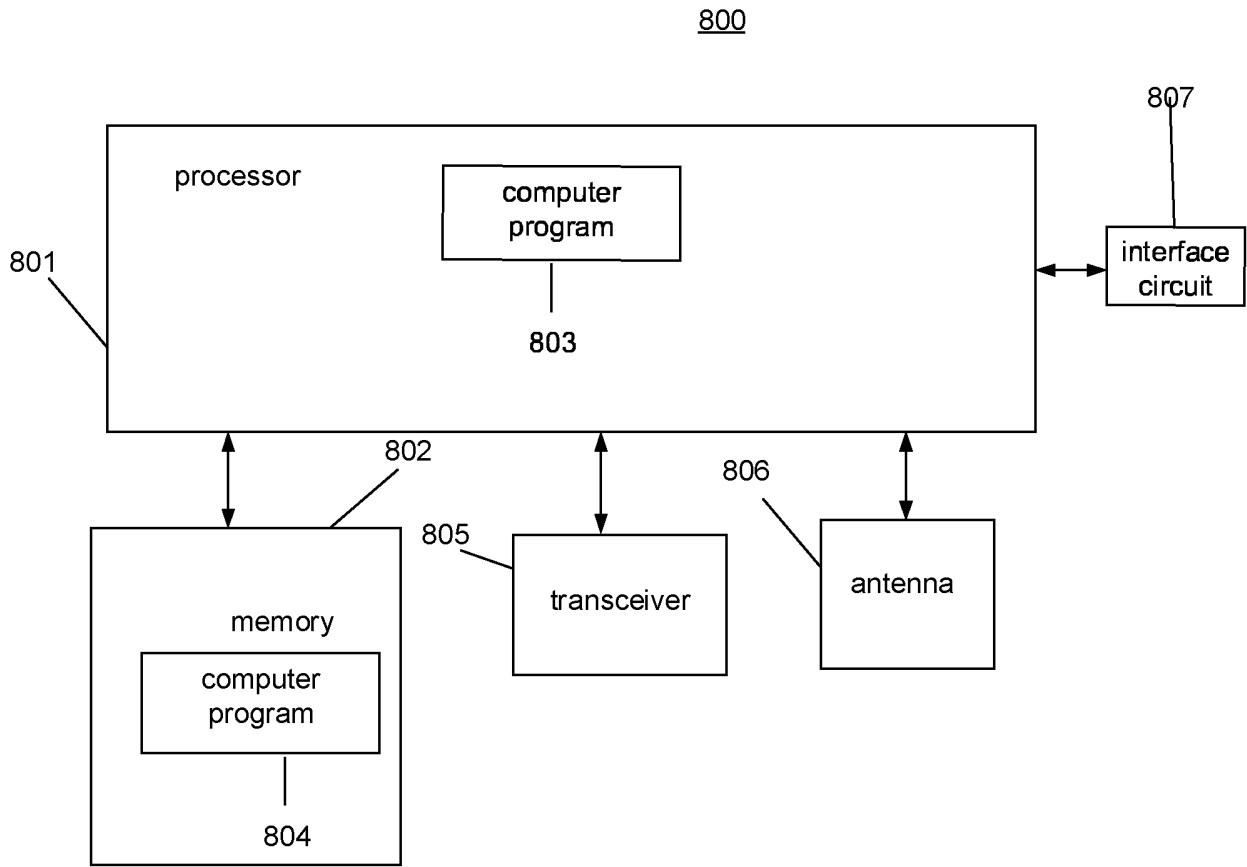 800
807
processor
computer
program
801
interface
circuit
803
802
806
805
antenna
transceiver
memory
computer
program
804